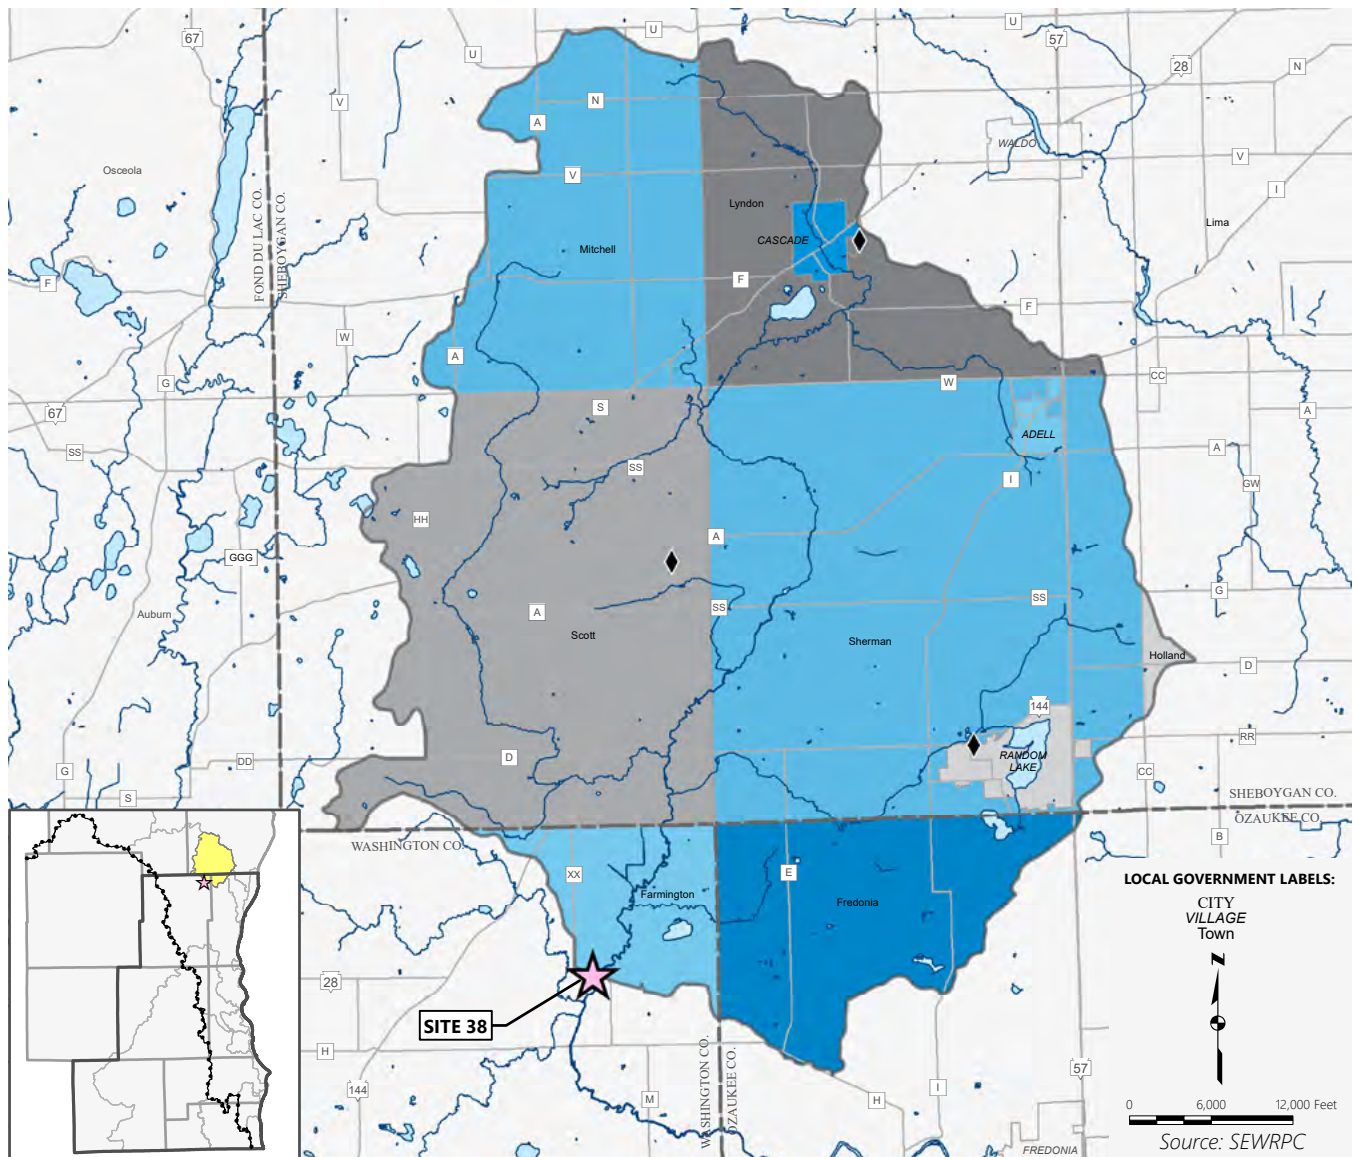 U
U
67
57
U
28
N
V
N
A
WALDO
V
V
Osceola
I
Lyndon
FOND DU LAC CO.
SHEBOYGAN CO.
Lima
CASCADE
Mitchell
F
F
F
W
A
CC
G
W
S
67
A
ADELL
A
SS
SS
I
GW
HH
A
GGG
G
SS
SS
Auburn
A
Scott
Sherman
Holland
D
144
RR
D
RANDOM
LAKE
DD
G
CC
S
SHEBOYGAN CO.
OZAUKEE CO.
B
WASHINGTON CO.
E
XX
LOCAL GOVERNMENT LABELS:
Farmington
Fredonia
CITY
VILLAGE
Town
N
28
SITE 38
H
WASHINGTON CO.
OZAUKEE CO.
57
144
I
M
H
0 6,000 12,000 Feet
Source: SEWRPC
FREDONIA